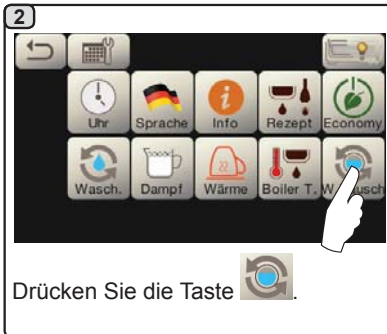 2
Uhr Sprache Info Rezept Economy
Wasch. Dampf Wärme Boiler T.
Drücken Sie die Taste .